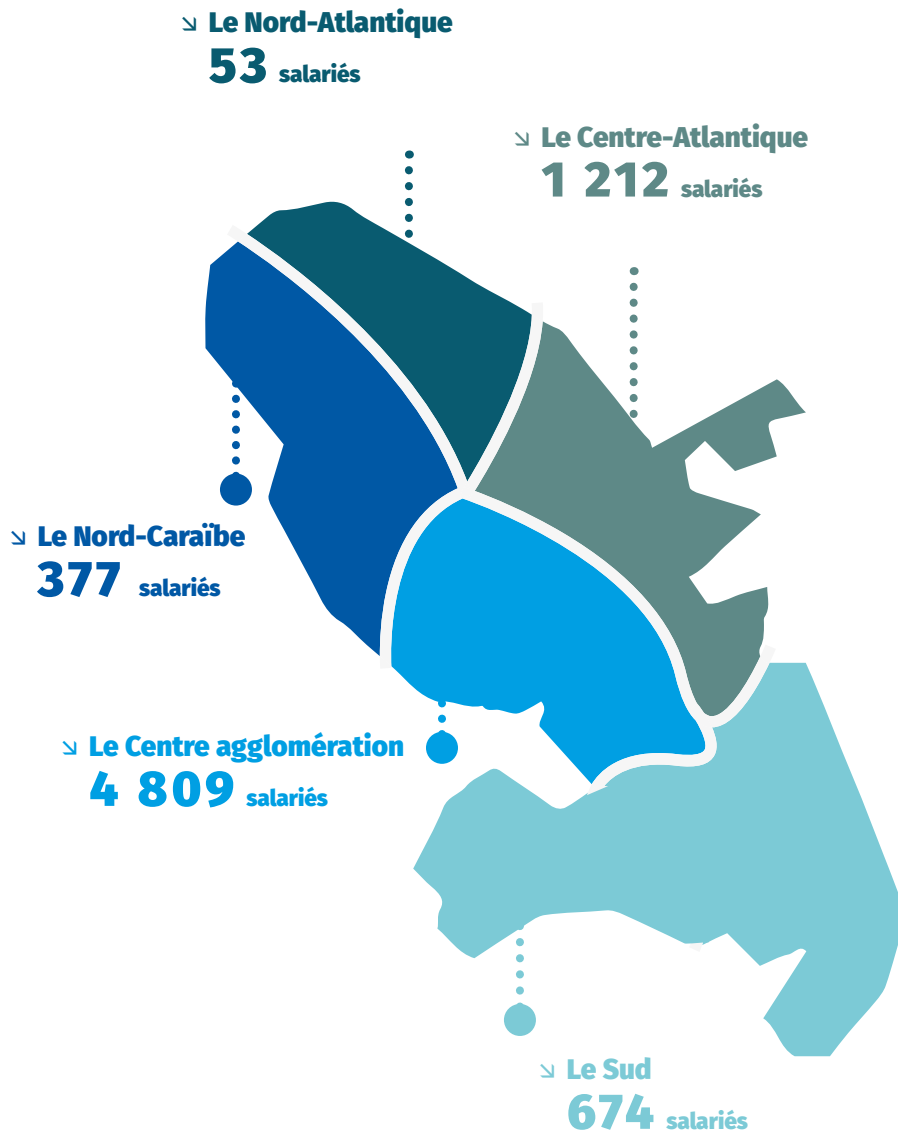 ↘ Le Nord-Atlantique
53 salariés
↘ Le Centre-Atlantique
1 212 salariés
↘ Le Nord-Caraïbe
377 salariés
↘ Le Centre agglomération
4 809 salariés
↘ Le Sud
674 salariés